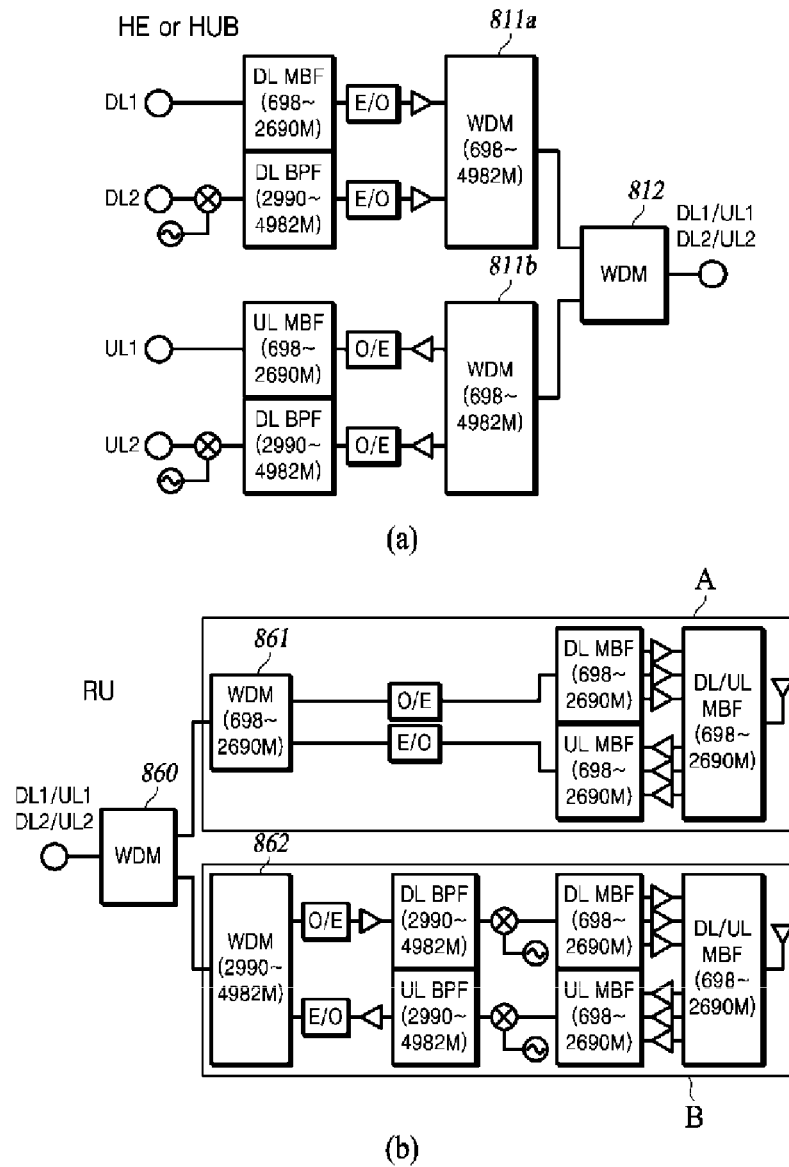 HE or HUB
811a
DL1
DL MBF
(698~
2690M)
E/O
WDM
(698~
4982M)
DL2
DL BPF
(2990~
4982M)
E/O
812
WDM
DL1/UL1
DL2/UL2
811b
UL1
UL MBF
(698~
2690M)
O/E
WDM
(698~
4982M)
UL2
DL BPF
(2990~
4982M)
O/E
(a)
A
RU
861
WDM
(698~
2690M)
O/E
E/O
DL MBF
(698~
2690M)
UL MBF
(698~
2690M)
DL/UL
MBF
(698~
2690M)
DL1/UL1
DL2/UL2
860
WDM
862
WDM
(2990~
4982M)
O/E
E/O
DL BPF
(2990~
4982M)
UL BPF
(2990~
4982M)
DL MBF
(698~
2690M)
UL MBF
(698~
2690M)
DL/UL
MBF
(698~
2690M)
B
(b)